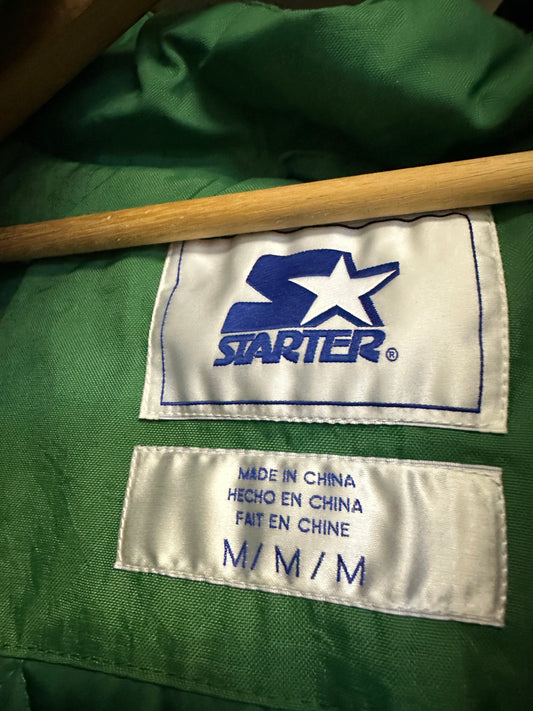 STARTER®
MADE IN CHINA
HECHO EN CHINA
FAIT EN CHINE
M/M/M